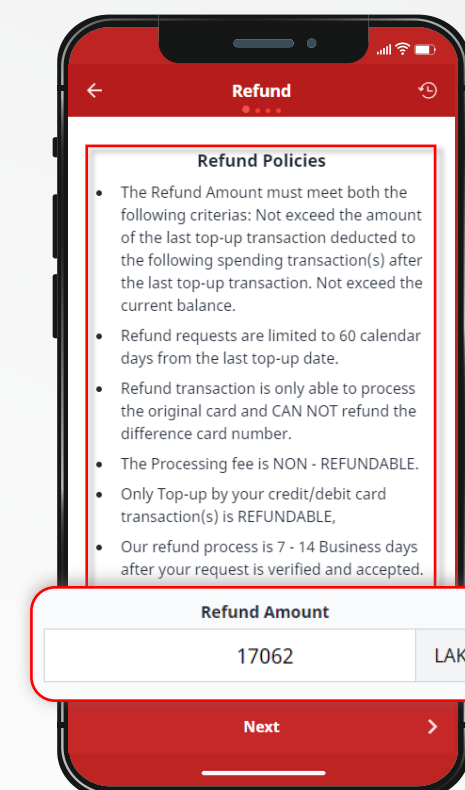 Refund
Refund Policies
• The Refund Amount must meet both the
following criterias: Not exceed the amount
of the last top-up transaction deducted to
the following spending transaction(s) after
the last top-up transaction. Not exceed the
current balance.
• Refund requests are limited to 60 calendar
days from the last top-up date.
• Refund transaction is only able to process
the original card and CAN NOT refund the
difference card number.
• The Processing fee is NON - REFUNDABLE.
• Only Top-up by your credit/debit card
transaction(s) is REFUNDABLE,
• Our refund process is 7 - 14 Business days
after your request is verified and accepted.
Refund Amount
17062 LAK
Next